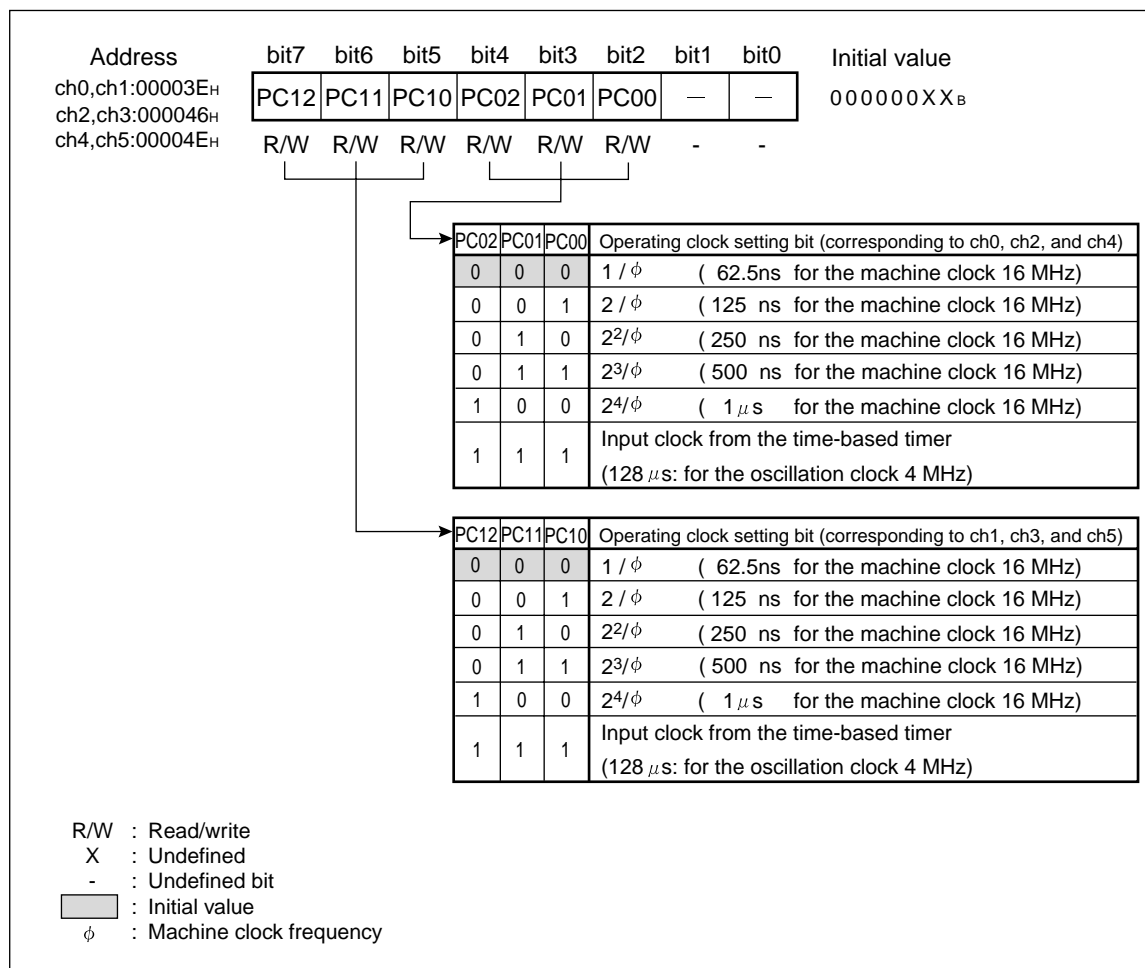 Address bit7 bit6 bit5 bit4 bit3 bit2 bit1 bit0 Initial value
ch0,ch1:00003EH PC12 PC11 PC10 PC02 PC01 PC00 — — 000000XXB
ch2,ch3:000046H
ch4,ch5:00004EH R/W R/W R/W R/W R/W R/W - -
PC02 PC01 PC00 Operating clock setting bit (corresponding to ch0, ch2, and ch4)
0 0 0 1 / ϕ ( 62.5ns for the machine clock 16 MHz)
0 0 1 2 / ϕ ( 125 ns for the machine clock 16 MHz)
0 1 0 2²/ϕ ( 250 ns for the machine clock 16 MHz)
0 1 1 2³/ϕ ( 500 ns for the machine clock 16 MHz)
1 0 0 2⁴/ϕ ( 1 μs for the machine clock 16 MHz)
1 1 1 Input clock from the time-based timer
(128 μs: for the oscillation clock 4 MHz)
PC12 PC11 PC10 Operating clock setting bit (corresponding to ch1, ch3, and ch5)
0 0 0 1 / ϕ ( 62.5ns for the machine clock 16 MHz)
0 0 1 2 / ϕ ( 125 ns for the machine clock 16 MHz)
0 1 0 2²/ϕ ( 250 ns for the machine clock 16 MHz)
0 1 1 2³/ϕ ( 500 ns for the machine clock 16 MHz)
1 0 0 2⁴/ϕ ( 1 μs for the machine clock 16 MHz)
1 1 1 Input clock from the time-based timer
(128 μs: for the oscillation clock 4 MHz)
R/W : Read/write
X : Undefined
- : Undefined bit
: Initial value
ϕ : Machine clock frequency